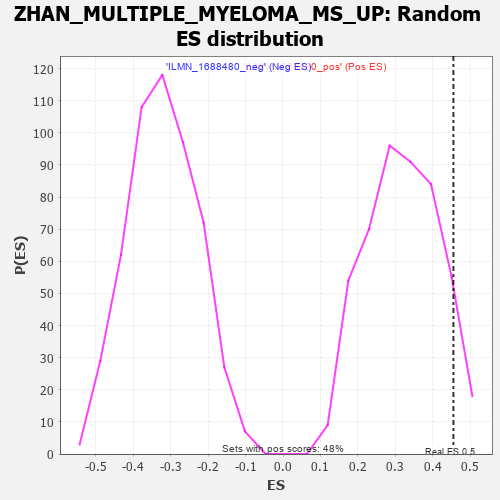 ZHAN_MULTIPLE_MYELOMA_MS_UP: Random
ES distribution
'ILMN_1688480_neg' (Neg ES) 0_pos' (Pos ES)
120
110
100
90
80
70
60
50
40
30
20
10
0
P(ES)
Sets with pos scores: 48%
Real ES 0.5
-0.5 -0.4 -0.3 -0.2 -0.1 0.0 0.1 0.2 0.3 0.4 0.5
ES